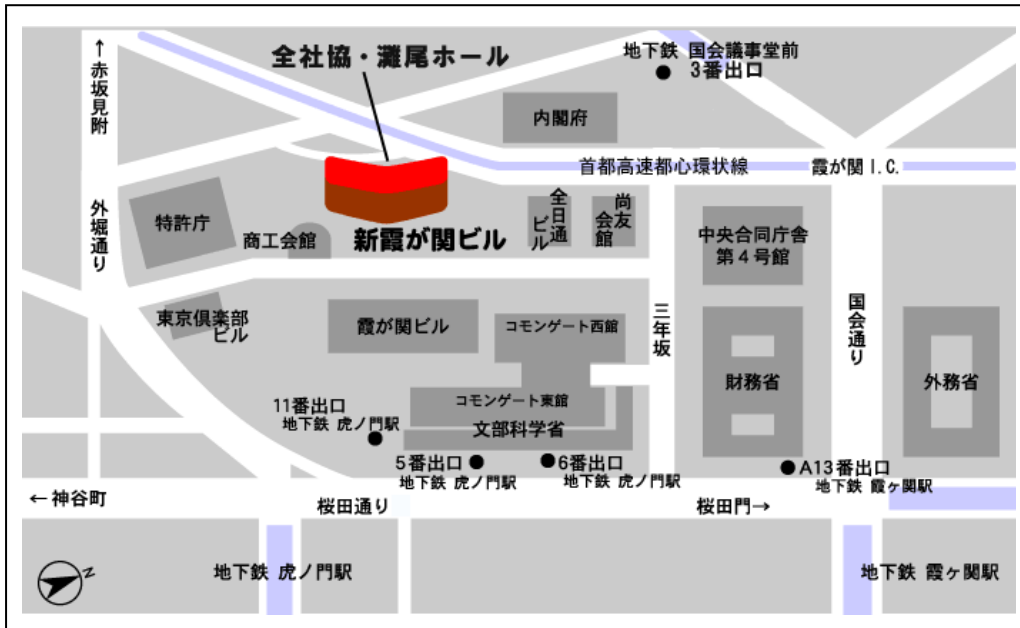 全社協・灘尾ホール
地下鉄 国会議事堂前
3番出口
←赤坂見附
内閣府
首都高速都心環状線
霞が関 I.C.
外堀通り
特許庁
商工会館
新霞が関ビル
全日通
ビル
尚友
会館
中央合同庁舎
第4号館
東京倶楽部
ビル
霞が関ビル
コモンゲート西館
三年坂
国会通り
財務省
外務省
コモンゲート東館
文部科学省
11番出口
地下鉄 虎ノ門駅
5番出口
地下鉄 虎ノ門駅
6番出口
地下鉄 虎ノ門駅
A13番出口
地下鉄 霞ヶ関駅
←神谷町
桜田通り
桜田門→
地下鉄 虎ノ門駅
地下鉄 霞ヶ関駅
N